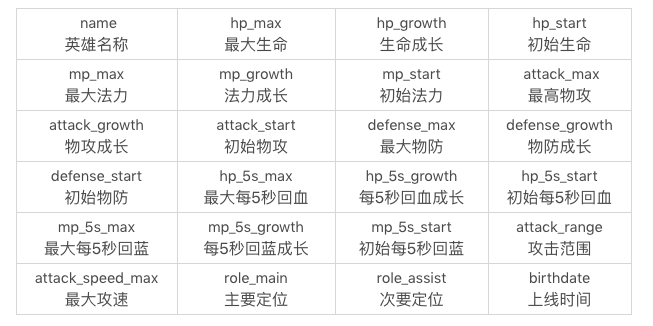 name
英雄名称
hp_max
最大生命
hp_growth
生命成长
hp_start
初始生命
mp_max
最大法力
mp_growth
法力成长
mp_start
初始法力
attack_max
最高物攻
attack_growth
物攻成长
attack_start
初始物攻
defense_max
最大物防
defense_growth
物防成长
defense_start
初始物防
hp_5s_max
最大每5秒回血
hp_5s_growth
每5秒回血成长
hp_5s_start
初始每5秒回血
mp_5s_max
最大每5秒回蓝
mp_5s_growth
每5秒回蓝成长
mp_5s_start
初始每5秒回蓝
attack_range
攻击范围
attack_speed_max
最大攻速
role_main
主要定位
role_assist
次要定位
birthdate
上线时间